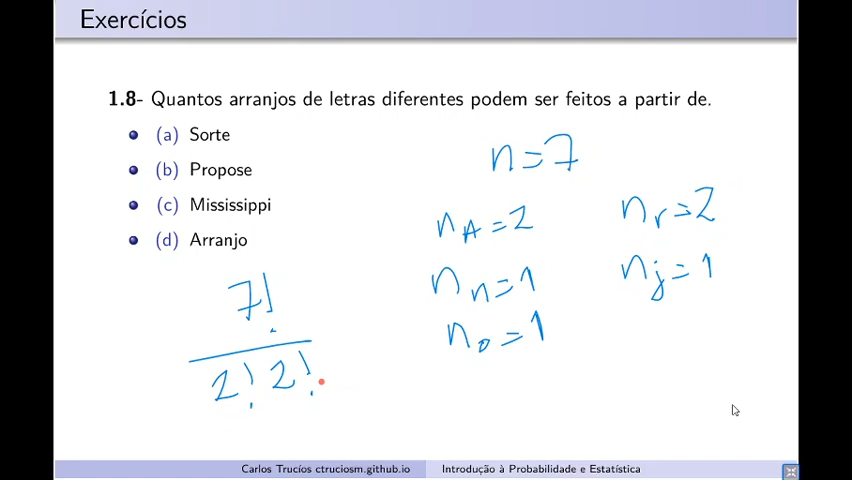 Exercícios
1.8- Quantos arranjos de letras diferentes podem ser feitos a partir de.
(a) Sorte
(b) Propose
(c) Mississippi
(d) Arranjo
n=7
n_A=2 n_r=2
n_n=1 n_j=1
n_o=1
7!
2! 2!
Carlos Trucíos ctruciosm.github.io Introdução à Probabilidade e Estatística